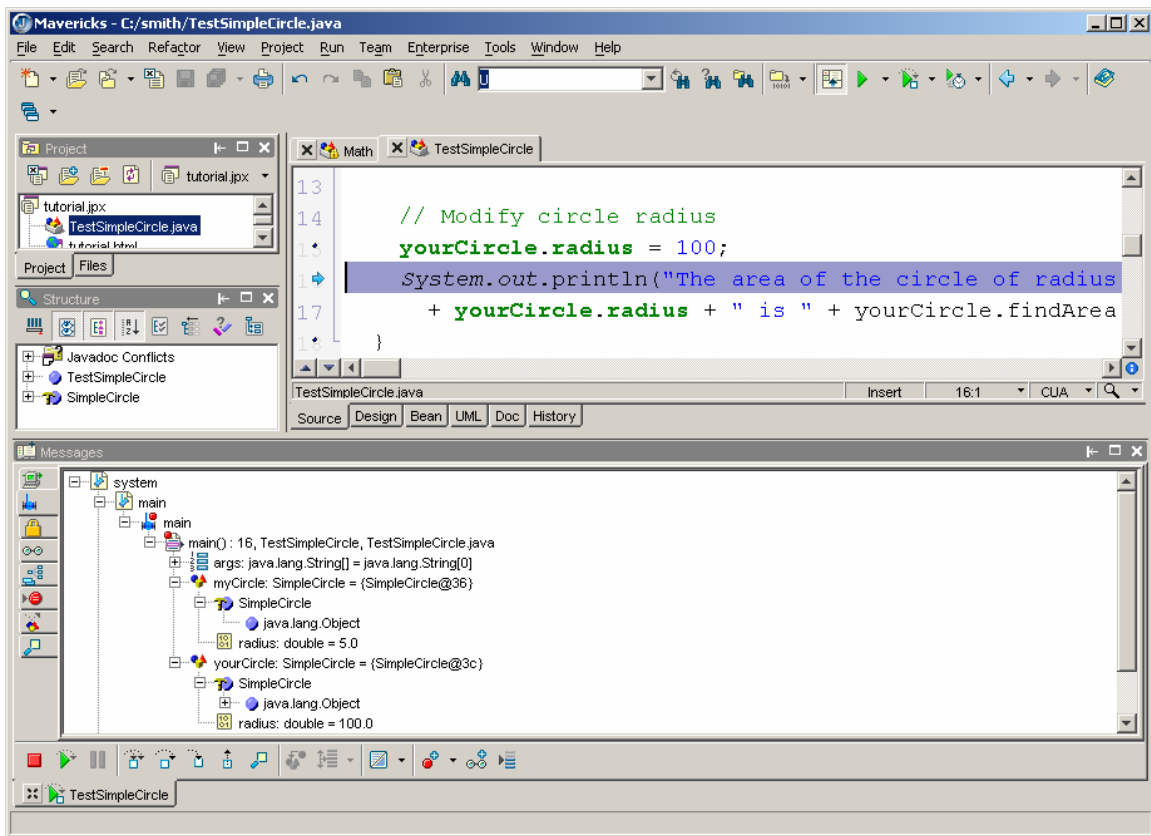 Mavericks - C:/smith/TestSimpleCircle.java
File Edit Search Refactor View Project Run Team Enterprise Tools Window Help
Project
tutorial.jpx
tutorial.jpx
TestSimpleCircle.java
tutorial.html
Project Files
Structure
Javadoc Conflicts
TestSimpleCircle
SimpleCircle
Math TestSimpleCircle
13
14 // Modify circle radius
yourCircle.radius = 100;
System.out.println("The area of the circle of radius
17 + yourCircle.radius + " is " + yourCircle.findArea
}
TestSimpleCircle.java Insert 16:1 CUA
Source Design Bean UML Doc History
Messages
system
main
main
main() : 16, TestSimpleCircle, TestSimpleCircle.java
args: java.lang.String[] = java.lang.String[0]
myCircle: SimpleCircle = {SimpleCircle@36}
SimpleCircle
java.lang.Object
radius: double = 5.0
yourCircle: SimpleCircle = {SimpleCircle@3c}
SimpleCircle
java.lang.Object
radius: double = 100.0
TestSimpleCircle